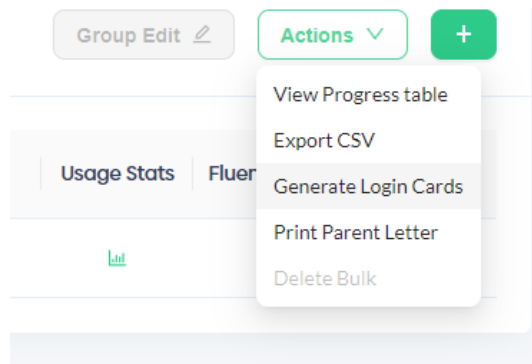 Group Edit
Actions
+
View Progress table
Export CSV
Usage Stats
Generate Login Cards
Print Parent Letter
Delete Bulk